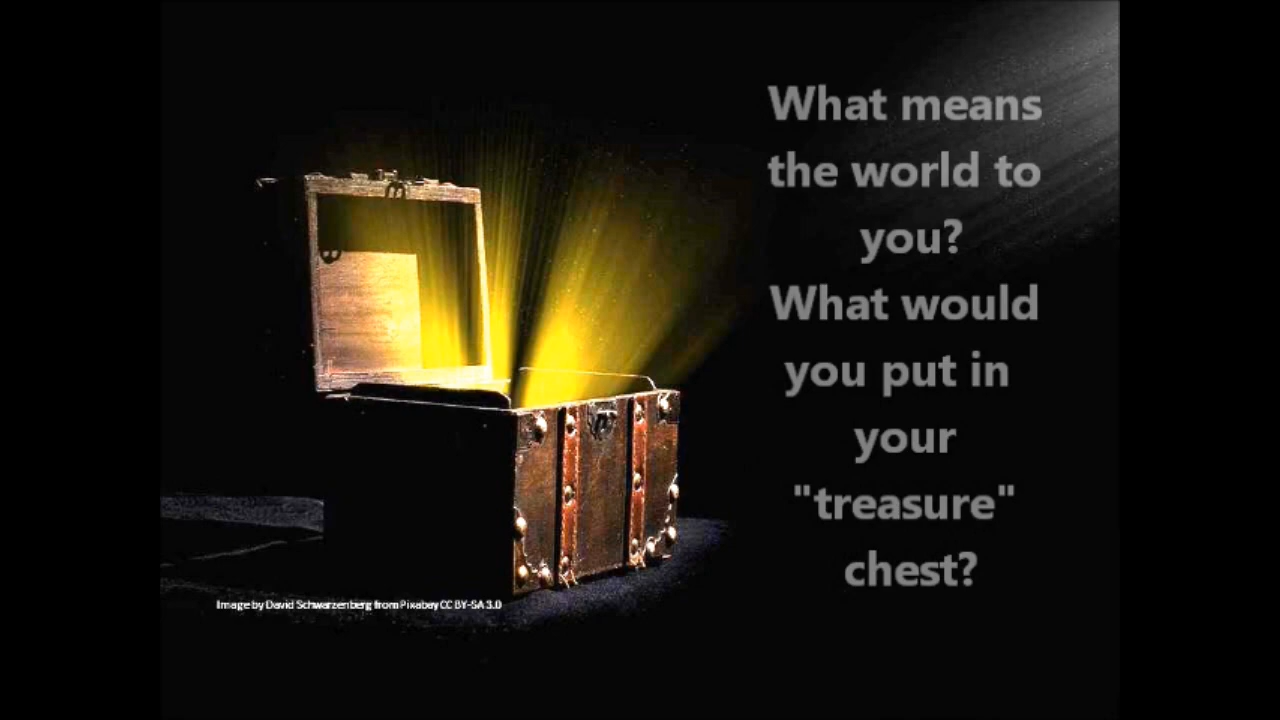 What means
the world to
you?
What would
you put in
your
"treasure"
chest?
Image by David Schwarzenberg from Pixabay CC BY-SA 3.0